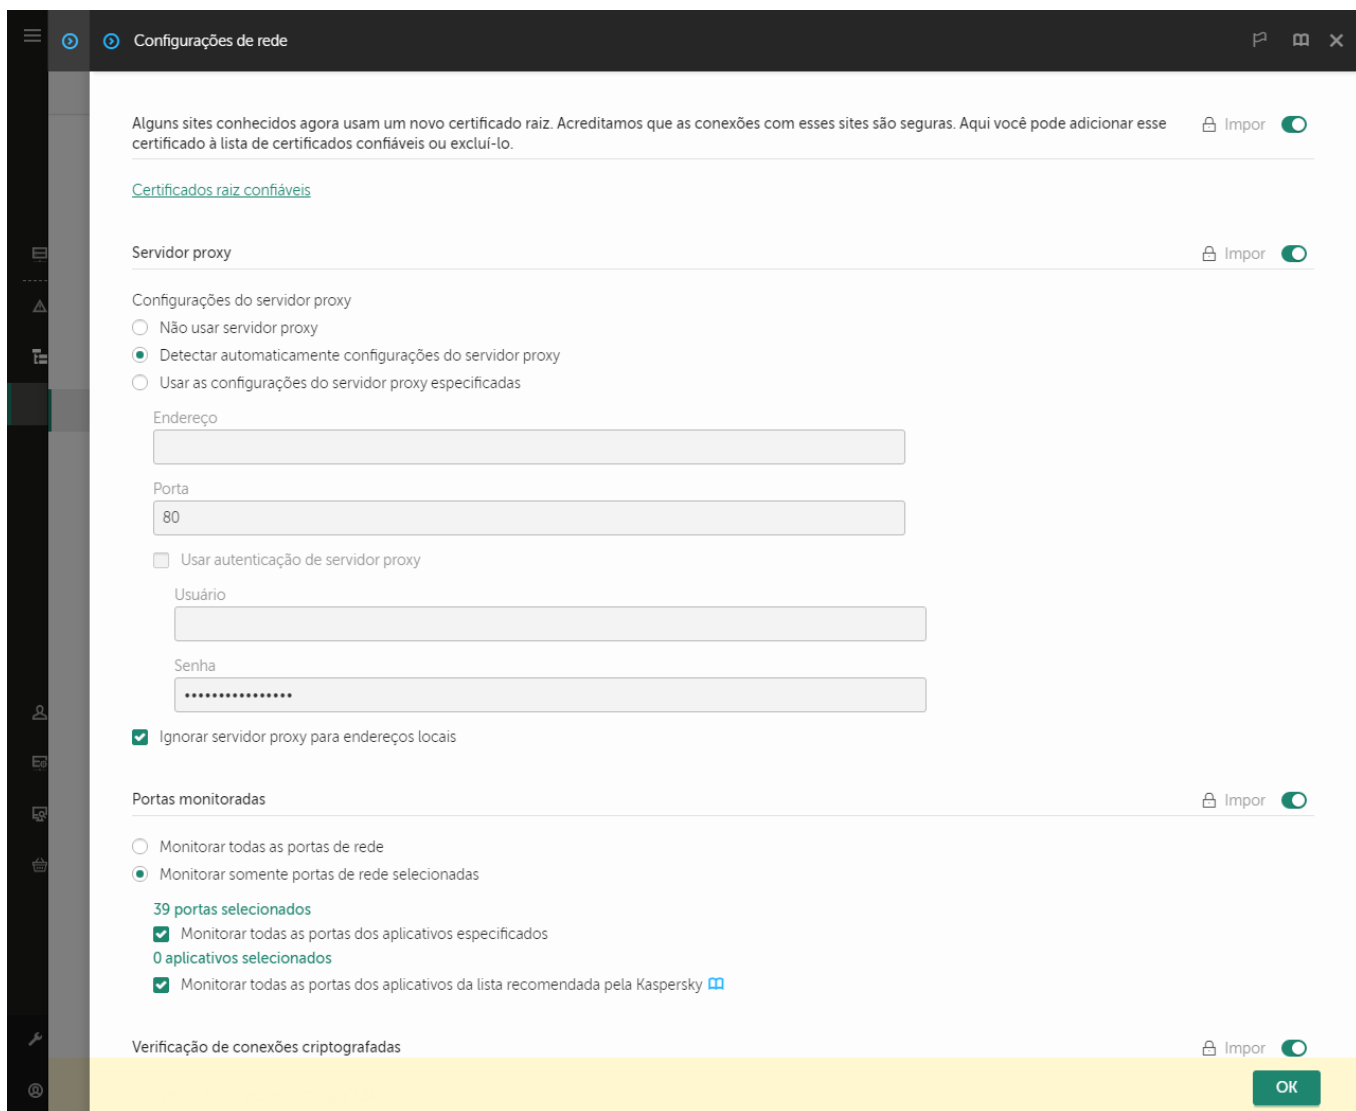 Configurações de rede
Alguns sites conhecidos agora usam um novo certificado raiz. Acreditamos que as conexões com esses sites são seguras. Aqui você pode adicionar esse
certificado à lista de certificados confiáveis ou excluí-lo.
Impor
Certificados raiz confiáveis
Servidor proxy
Impor
Configurações do servidor proxy
Não usar servidor proxy
Detectar automaticamente configurações do servidor proxy
Usar as configurações do servidor proxy especificadas
Endereço
Porta
80
Usar autenticação de servidor proxy
Usuário
Senha
••••••••••••••••
Ignorar servidor proxy para endereços locais
Portas monitoradas
Impor
Monitorar todas as portas de rede
Monitorar somente portas de rede selecionadas
39 portas selecionados
Monitorar todas as portas dos aplicativos especificados
0 aplicativos selecionados
Monitorar todas as portas dos aplicativos da lista recomendada pela Kaspersky
Verificação de conexões criptografadas
Impor
OK